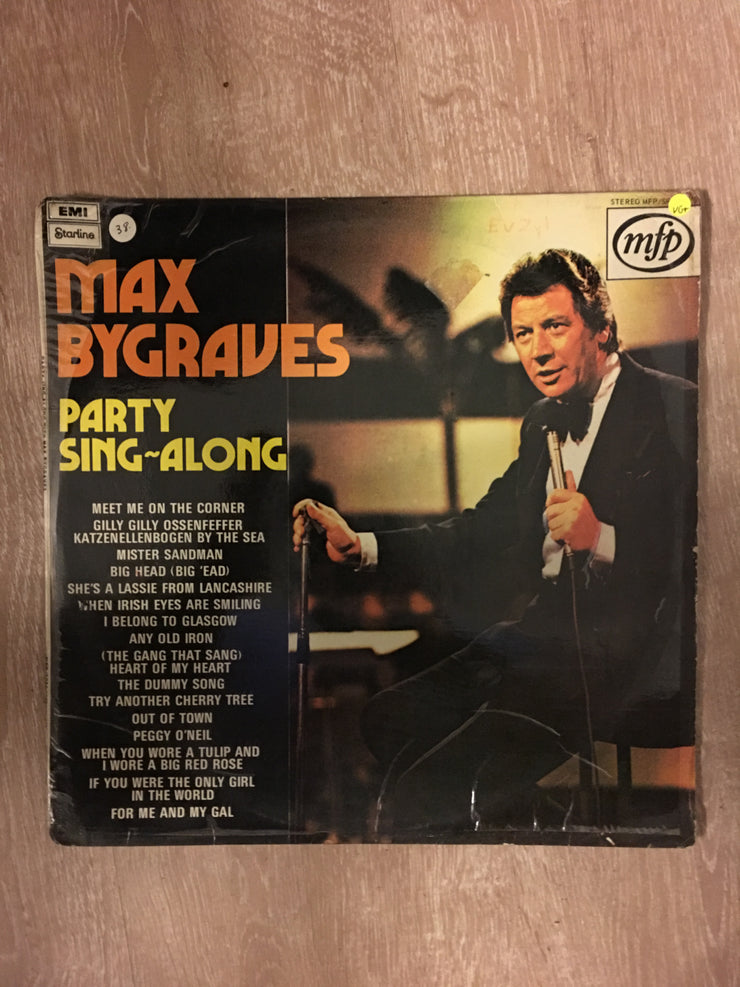 EMI
Starline
38.
STEREO MFP
VG+
mfp
MAX
BYGRAVES
PARTY
SING~ALONG
MEET ME ON THE CORNER
GILLY GILLY OSSENFEFFER
KATZENELLENBOGEN BY THE SEA
MISTER SANDMAN
BIG HEAD (BIG 'EAD)
SHE'S A LASSIE FROM LANCASHIRE
WHEN IRISH EYES ARE SMILING
I BELONG TO GLASGOW
ANY OLD IRON
(THE GANG THAT SANG)
HEART OF MY HEART
THE DUMMY SONG
TRY ANOTHER CHERRY TREE
OUT OF TOWN
PEGGY O'NEIL
WHEN YOU WORE A TULIP AND
I WORE A BIG RED ROSE
IF YOU WERE THE ONLY GIRL
IN THE WORLD
FOR ME AND MY GAL